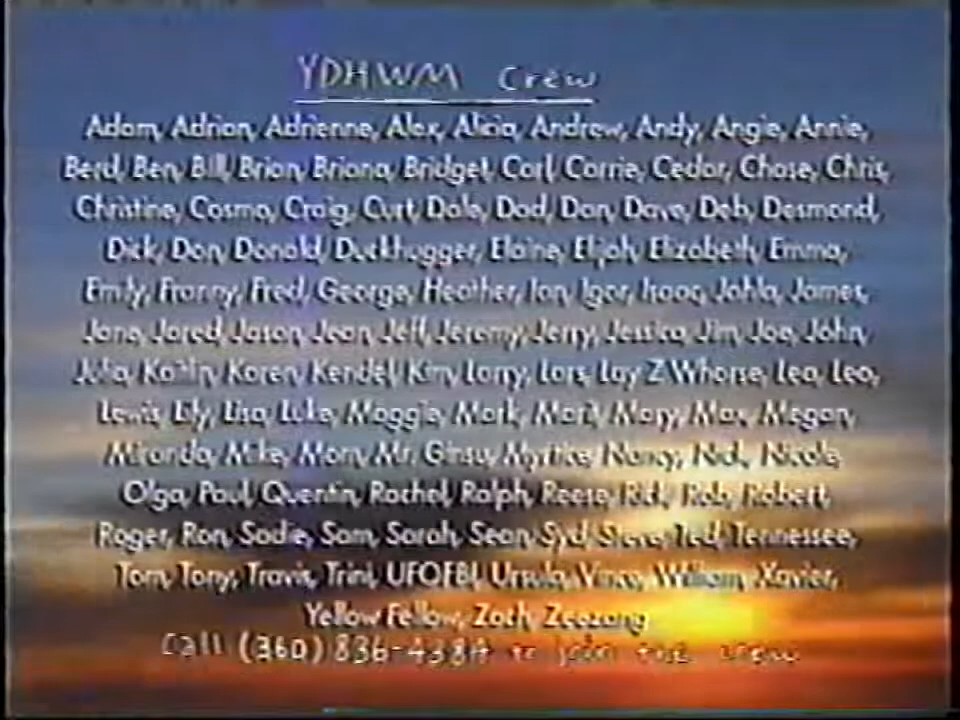 YDHWM Crew
Adam, Adrian, Adrienne, Alex, Alicia, Andrew, Andy, Angie, Annie,
Berd, Ben, Bill, Brian, Briana, Bridget, Carl, Carrie, Cedar, Chase, Chris,
Christine, Cosmo, Craig, Curt, Dale, Dad, Dan, Dave, Deb, Desmond,
Dick, Don, Donald, Duckhugger, Elaine, Elijah, Elizabeth, Emma,
Emily, Franny, Fred, George, Heather, Ian, Igor, Isaac, Jahla, James,
Jane, Jared, Jason, Jean, Jeff, Jeremy, Jerry, Jessica, Jim, Joe, John,
Julia, Kaitlin, Karen, Kendel, Larry, Lars, Lay Z Whorse, Lea, Leo,
Lewis, Lily, Lisa, Luke, Maggie, Mark, Mary, Max, Megan,
Miranda, Mike, Mom, Mr. Ginsu, Nancy, Nicole,
Olga, Paul, Quentin, Rachel, Ralph, Reese, Rob, Robert,
Roger, Ron, Sadie, Sam, Sarah, Sean, Syd, Steve, Ted, Tennessee,
Tom, Tony, Travis, Trini, UFOFBI, Ursula, Vince, William, Xavier,
Yellow Fellow, Zach, Zeezang
Call (360) 836-4384 to join the crew